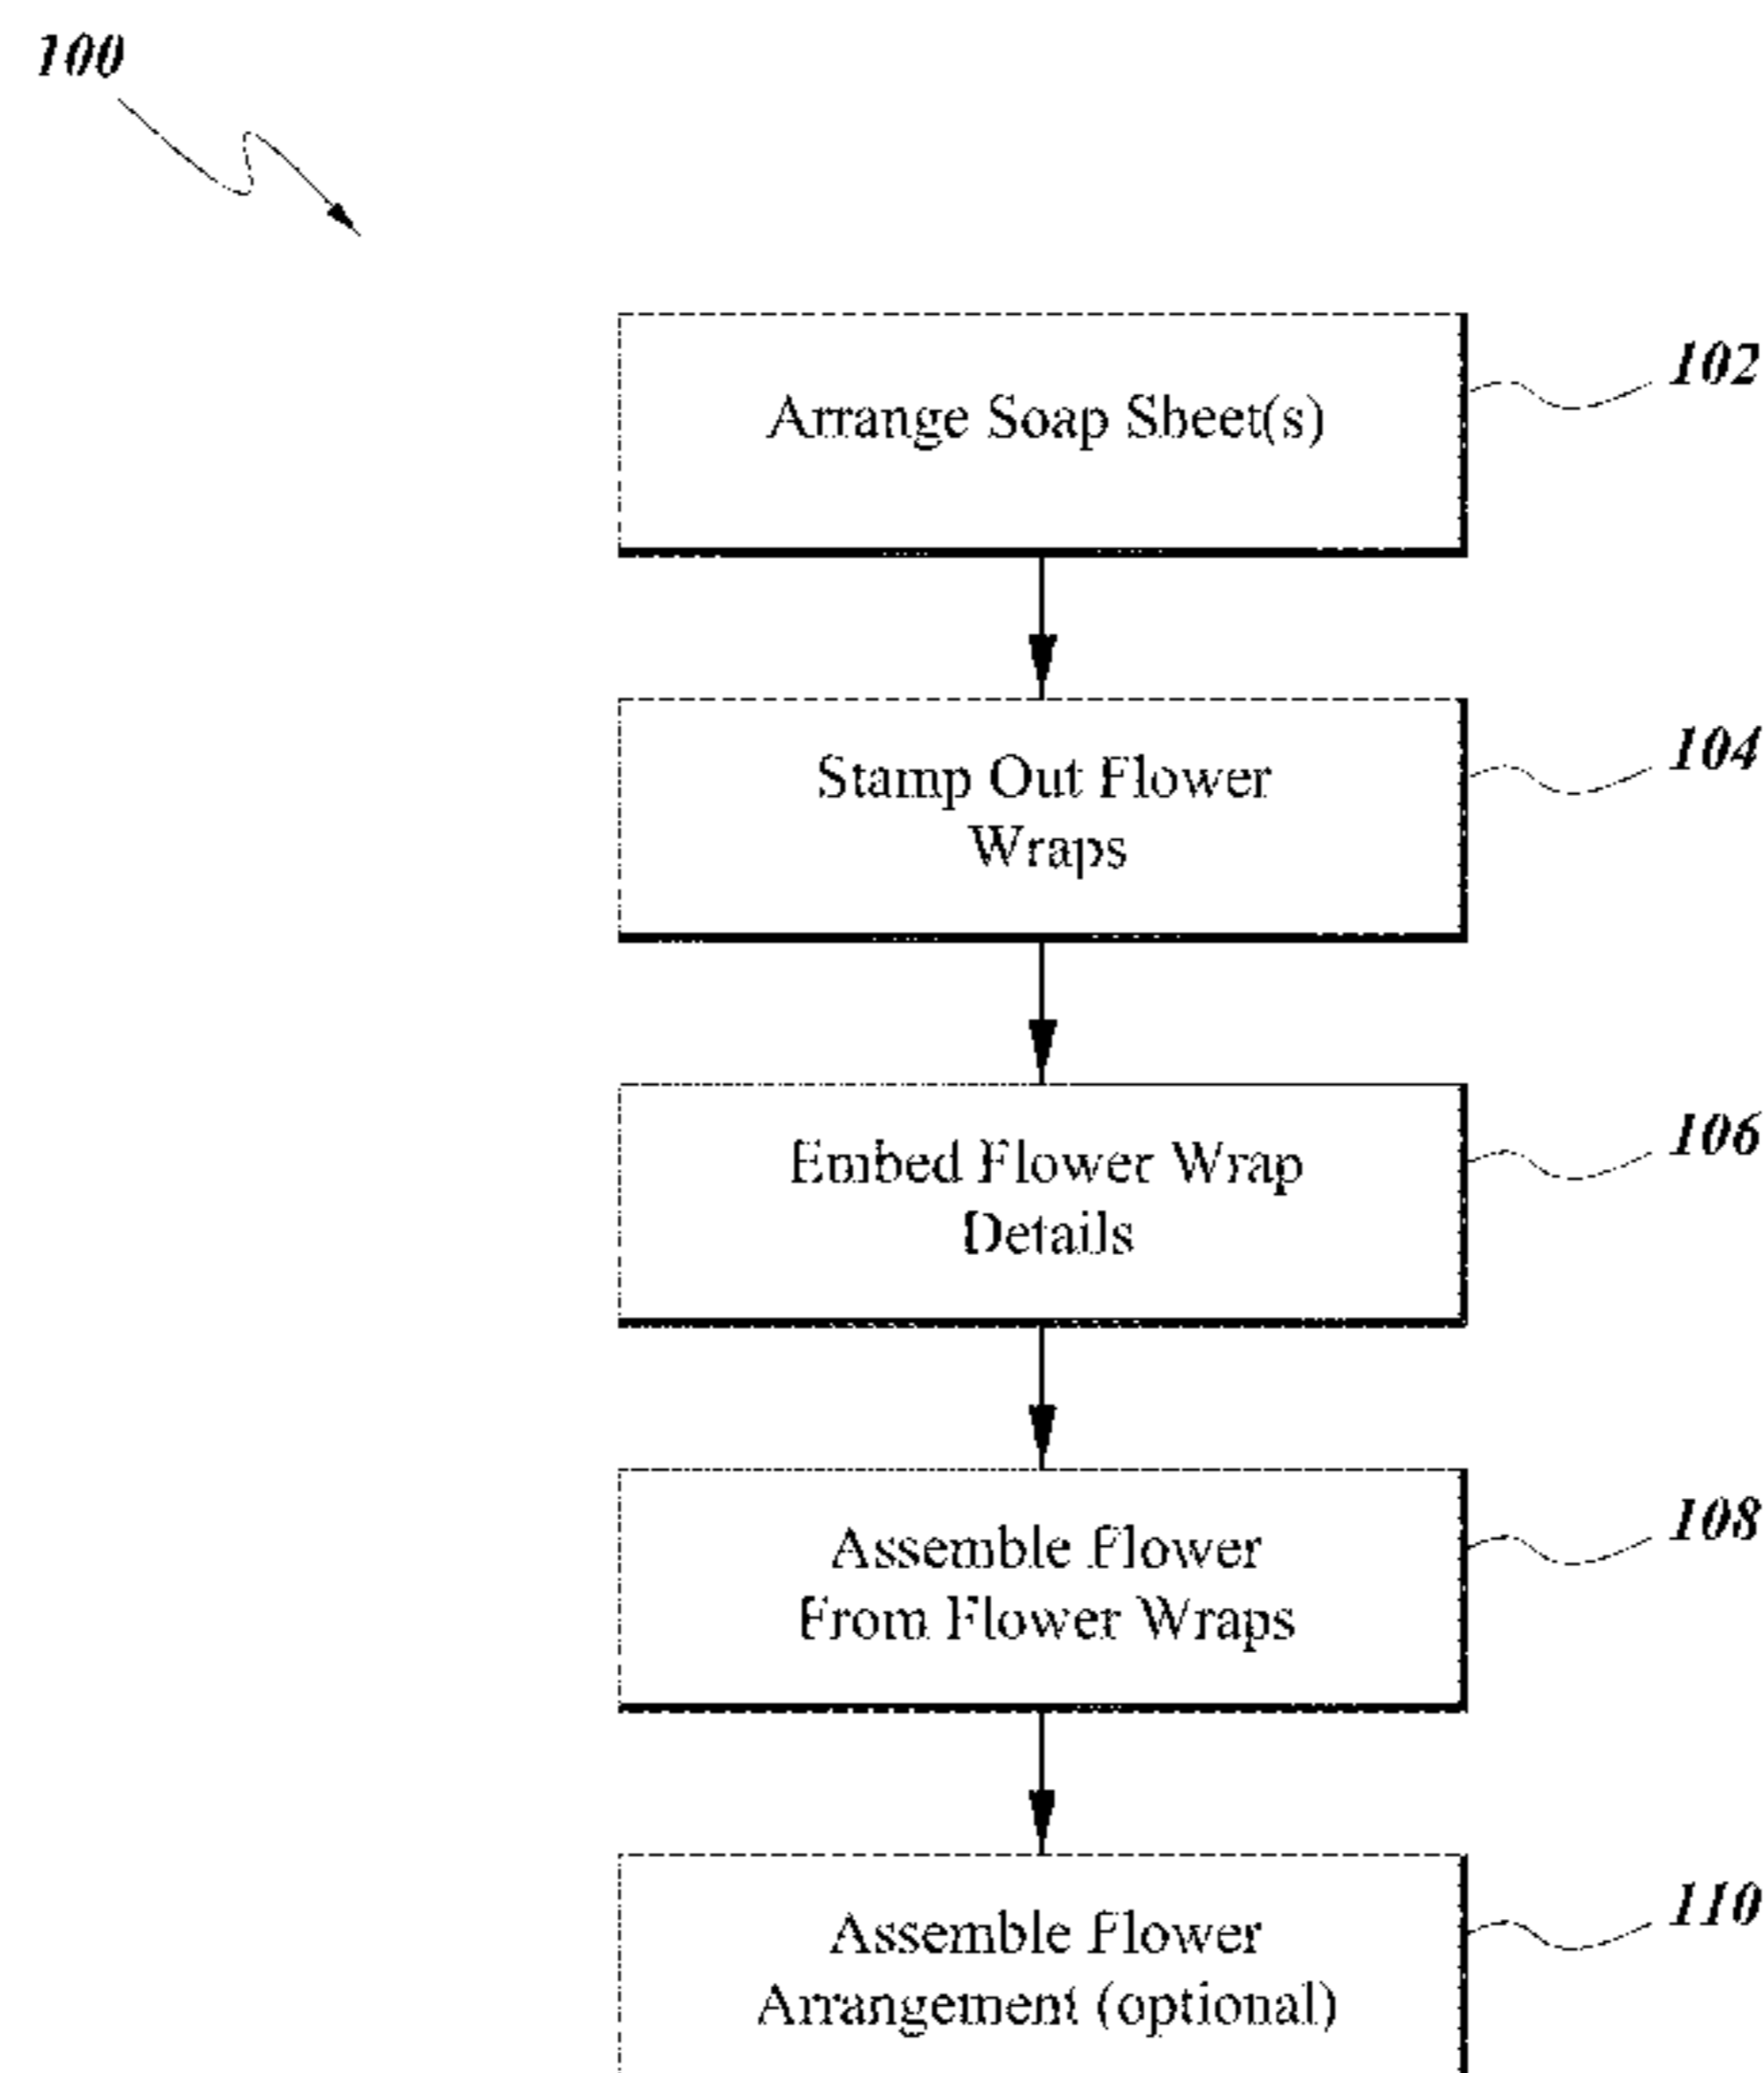 100
Arrange Soap Sheet(s)
102
Stamp Out Flower
Wraps
104
Embed Flower Wrap
Details
106
Assemble Flower
From Flower Wraps
108
Assemble Flower
Arrangement (optional)
110